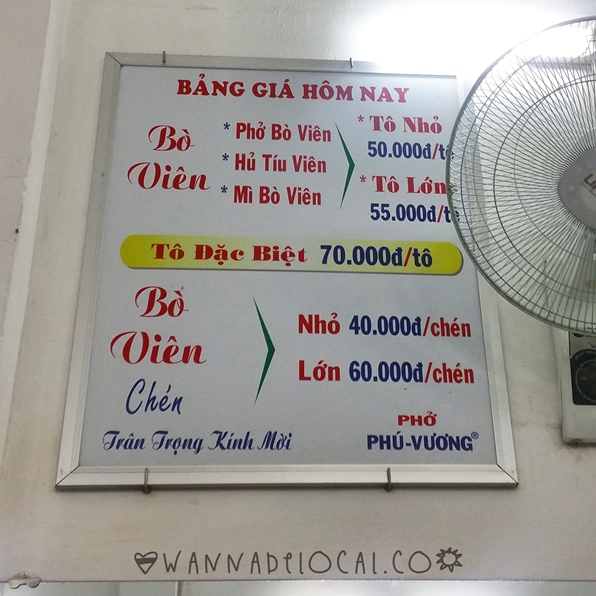 BẢNG GIÁ HÔM NAY
Bò Viên
* Phở Bò Viên
* Hủ Tíu Viên
* Mì Bò Viên
* Tô Nhỏ
50.000đ/tô
* Tô Lớn
55.000đ/tô
Tô Đặc Biệt 70.000đ/tô
Bò Viên
Chén
Nhỏ 40.000đ/chén
Lớn 60.000đ/chén
Trân Trọng Kính Mời
PHỞ
PHÚ-VƯƠNG®
WANNABELOCAL.CO